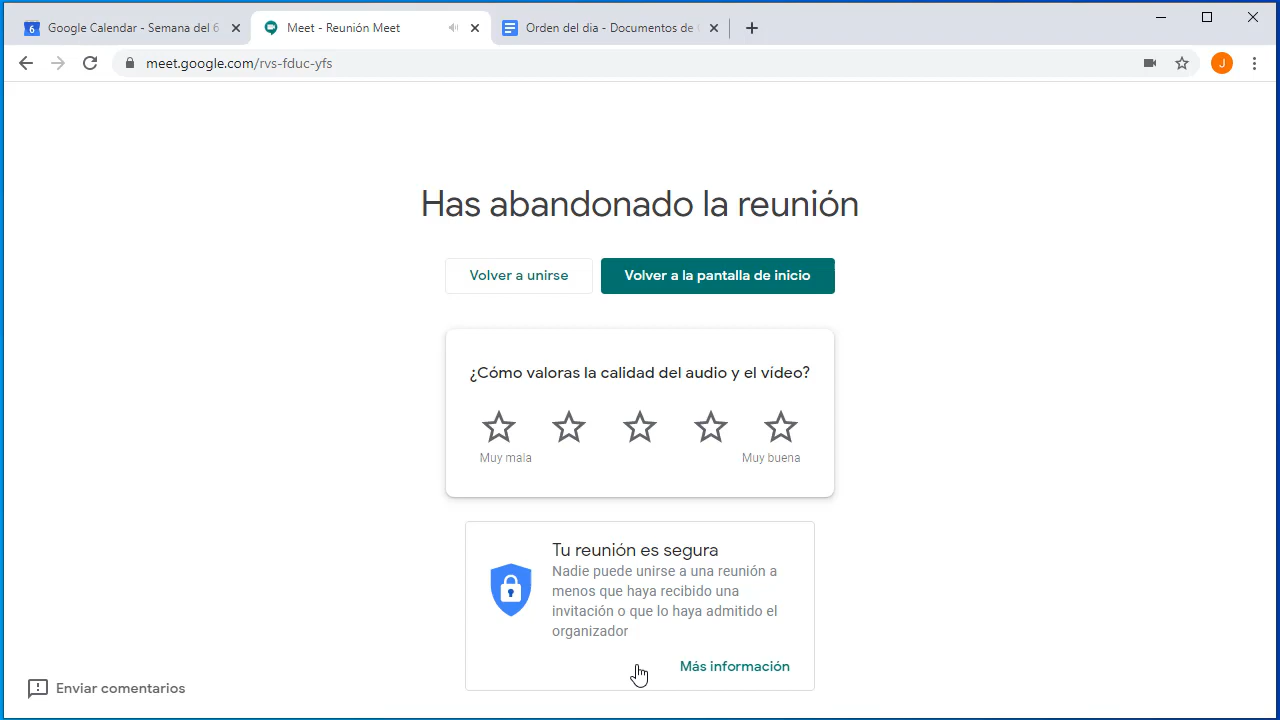 6 Google Calendar - Semana del 6
Meet - Reunión Meet
Orden del dia - Documentos de
meet.google.com/rvs-fduc-yfs
J
Has abandonado la reunión
Volver a unirse
Volver a la pantalla de inicio
¿Cómo valoras la calidad del audio y el vídeo?
Muy mala
Muy buena
Tu reunión es segura
Nadie puede unirse a una reunión a
menos que haya recibido una
invitación o que lo haya admitido el
organizador
Más información
Enviar comentarios